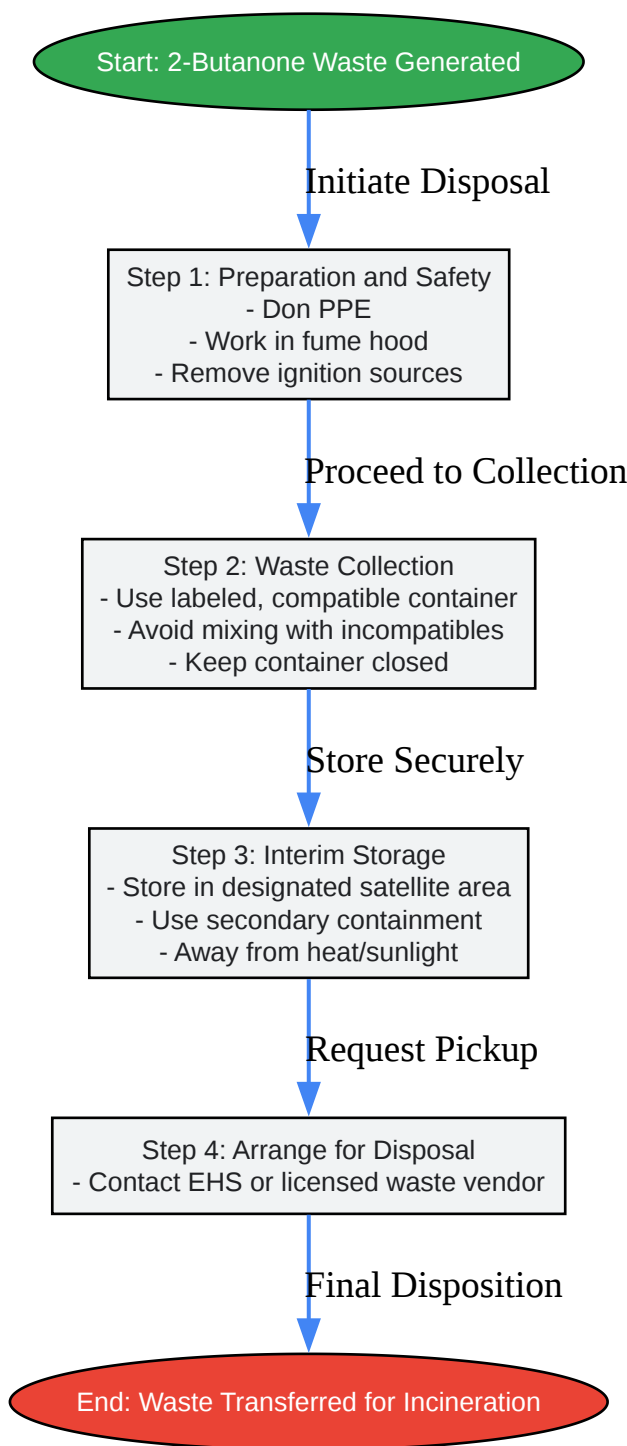 Start: 2-Butanone Waste Generated
Initiate Disposal
Step 1: Preparation and Safety
- Don PPE
- Work in fume hood
- Remove ignition sources
Proceed to Collection
Step 2: Waste Collection
- Use labeled, compatible container
- Avoid mixing with incompatibles
- Keep container closed
Store Securely
Step 3: Interim Storage
- Store in designated satellite area
- Use secondary containment
- Away from heat/sunlight
Request Pickup
Step 4: Arrange for Disposal
- Contact EHS or licensed waste vendor
Final Disposition
End: Waste Transferred for Incineration